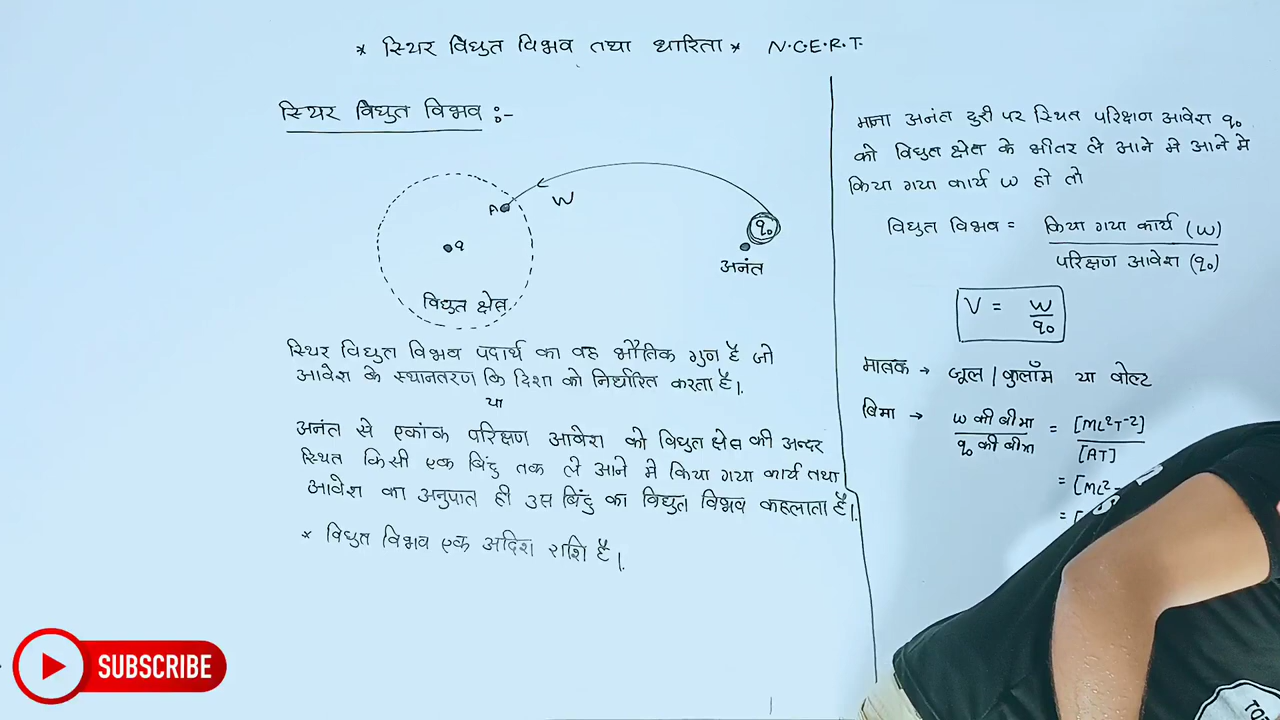 * स्थिर विधुत विभव तथा धारिता * N.C.E.R.T.
स्थिर विधुत विभव :-
A
W
q
q₀
अनंत
विधुत क्षेत्र
स्थिर विधुत विभव पदार्थ का वह भौतिक गुन है जो
आवेश के स्थानतरण कि दिशा को निर्धारित करता है।
या
अनंत से एकांक परिक्षण आवेश को विधुत क्षेत्र की अन्दर
स्थित किसी एक बिंदु तक ले आने मे किया गया कार्य तथा
आवेश का अनुपात ही उस बिंदु का विधुत विभव कहलाता है।
* विधुत विभव एक अदिश राशि है।
माना अनंत दुरी पर स्थित परिक्षण आवेश q₀
को विधुत क्षेत्र के भीतर ले आने मे आने मे
किया गया कार्य W हो तो
विधुत विभव = किया गया कार्य (W)
परिक्षण आवेश (q₀)
V = W
q₀
मात्रक → जूल / कुलॉम या वोल्ट
बिमा → W की बीमा = [ML²T⁻²]
q₀ की बीमा [AT]
= [ML²
= [
SUBSCRIBE